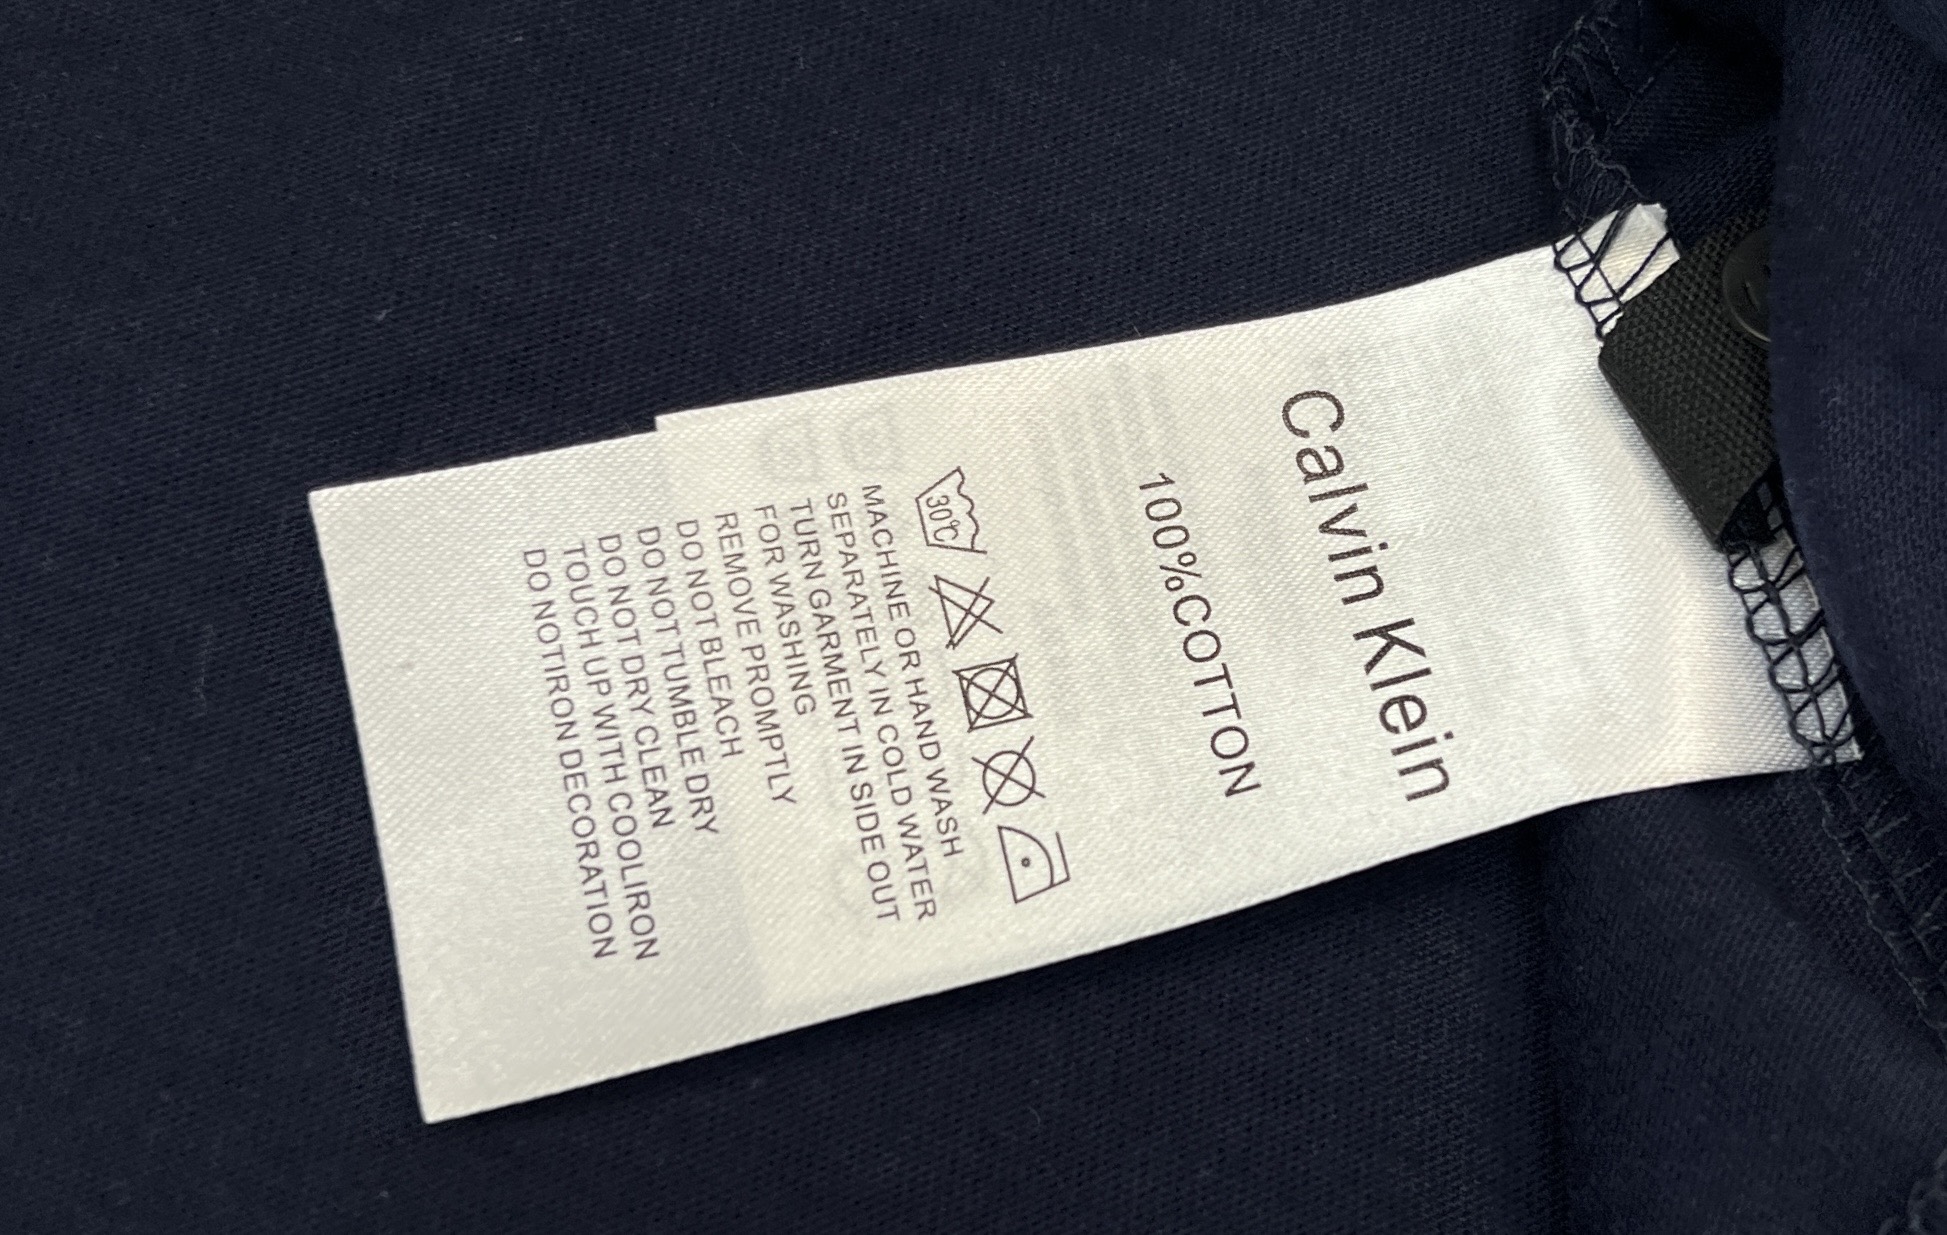 Calvin Klein
100%COTTON
30℃
MACHINE OR HAND WASH
SEPARATELY IN COLD WATER
TURN GARMENT IN SIDE OUT
FOR WASHING
REMOVE PROMPTLY
DO NOT BLEACH
DO NOT TUMBLE DRY
DO NOT DRY CLEAN
TOUCH UP WITH COOLIRON
DO NOTIRON DECORATION